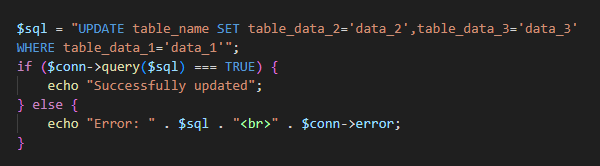 $sql = "UPDATE table_name SET table_data_2='data_2',table_data_3='data_3'
WHERE table_data_1='data_1'";
if ($conn->query($sql) === TRUE) {
    echo "Successfully updated";
} else {
    echo "Error: " . $sql . "<br>" . $conn->error;
}